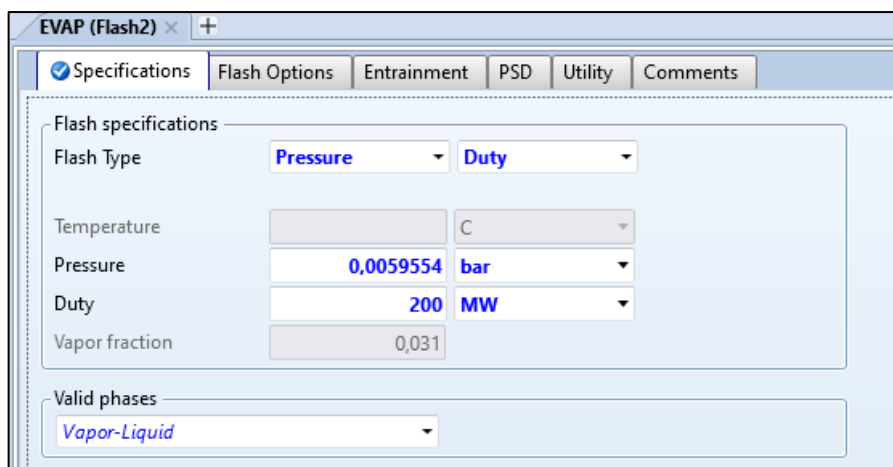 EVAP (Flash2) × +
Specifications Flash Options Entrainment PSD Utility Comments
Flash specifications
Flash Type Pressure Duty
Temperature C
Pressure 0,0059554 bar
Duty 200 MW
Vapor fraction 0,031
Valid phases
Vapor-Liquid